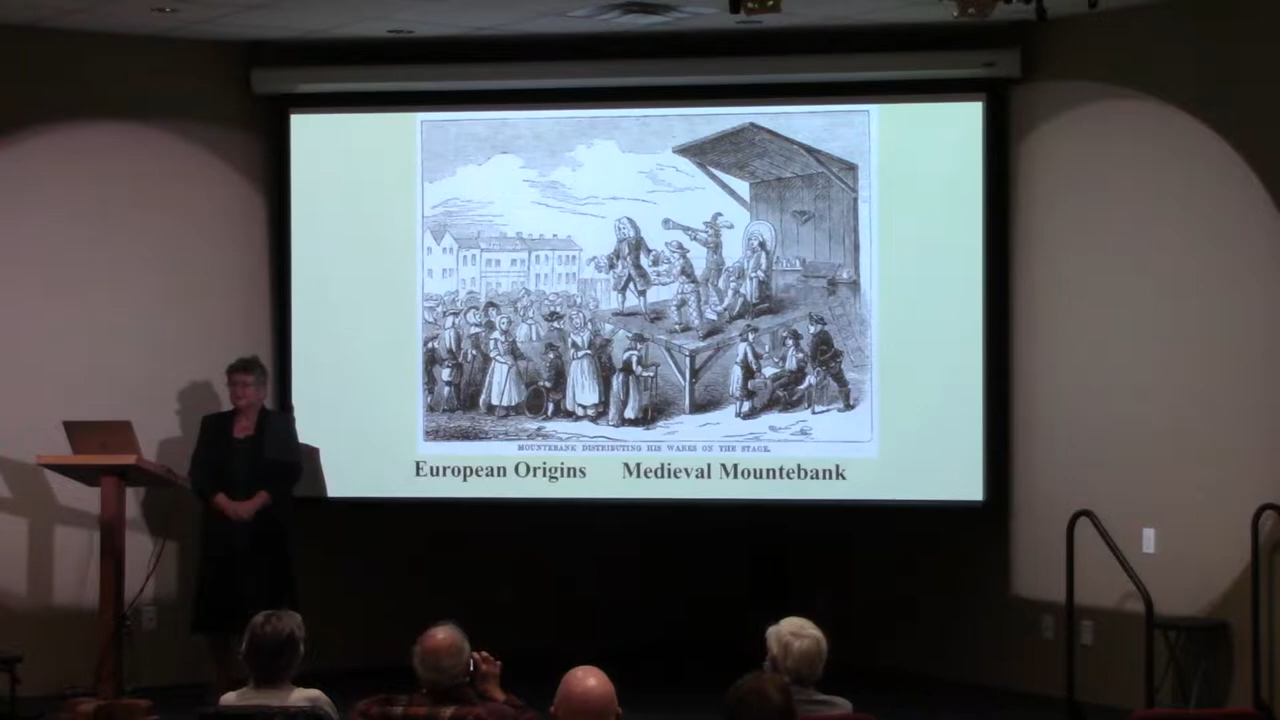 MOUNTEBANK DISTRIBUTING HIS WARES ON THE STAGE.
European Origins Medieval Mountebank